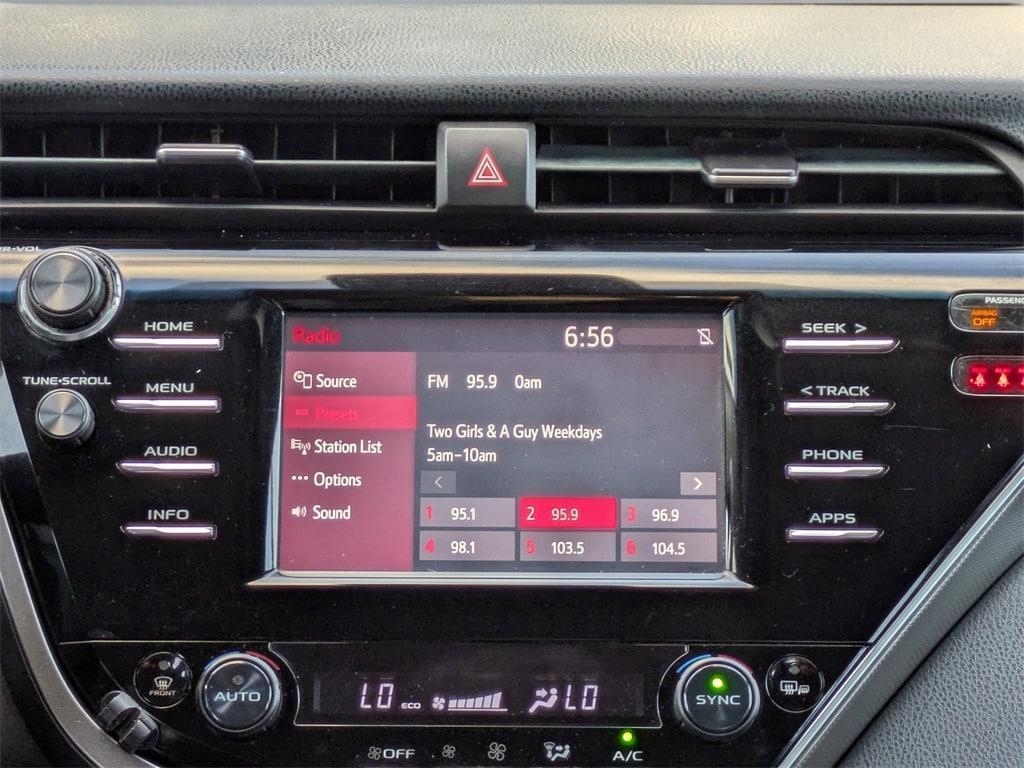 PASSENG
AIRBAG
OFF
HOME
TUNE•SCROLL
MENU
AUDIO
INFO
Radio
6:56
Source
Presets
Station List
Options
Sound
FM 95.9 0am
Two Girls & A Guy Weekdays
5am–10am
< >
1 95.1
2 95.9
3 96.9
4 98.1
5 103.5
6 104.5
SEEK >
< TRACK
PHONE
APPS
FRONT
AUTO
LO ECO
LO
SYNC
OFF
A/C